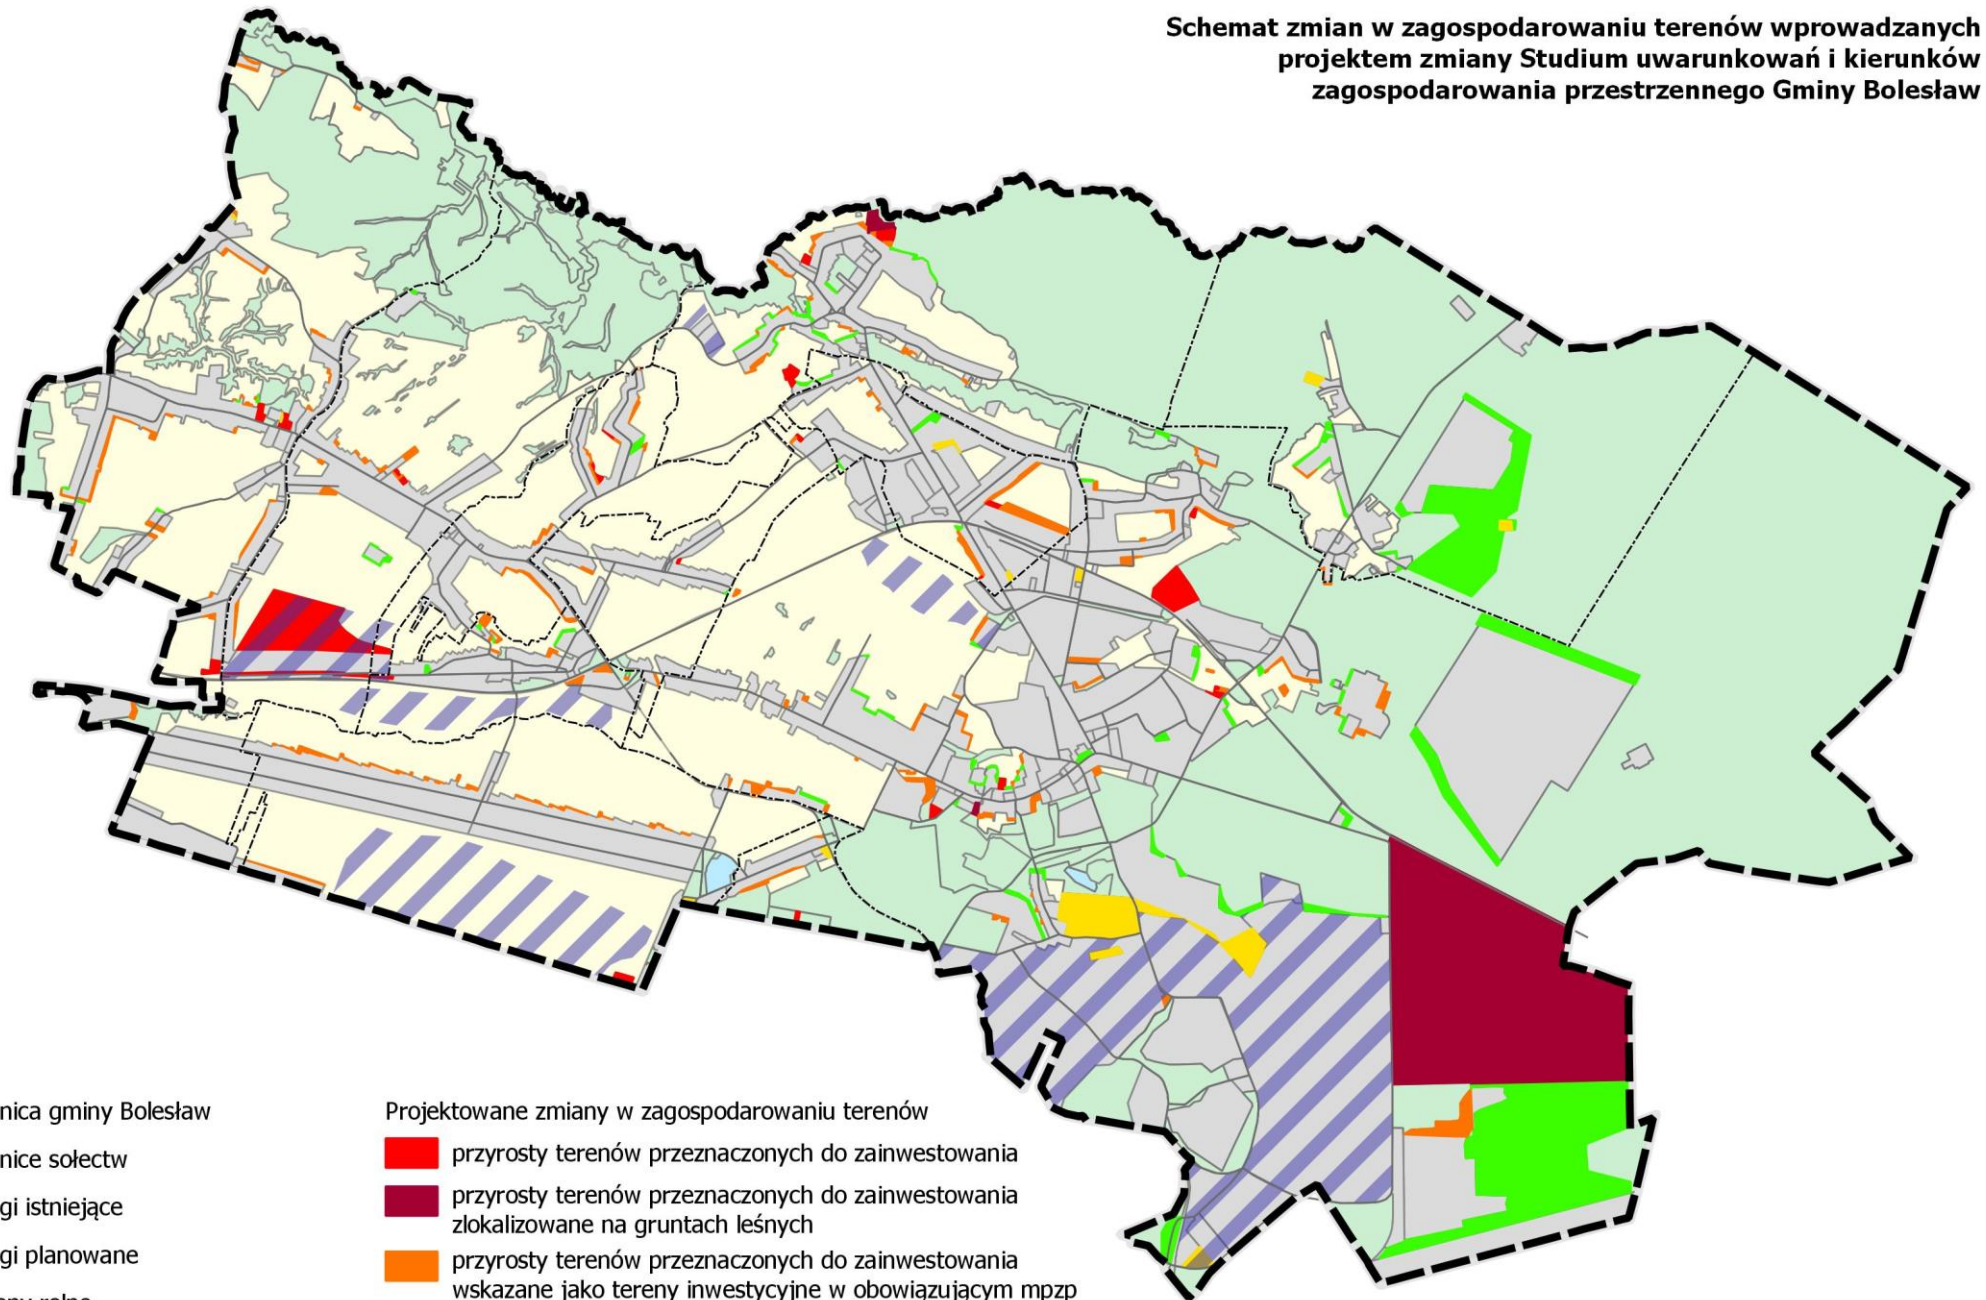 Schemat zmian w zagospodarowaniu terenów wprowadzanych
projektem zmiany Studium uwarunkowań i kierunków
zagospodarowania przestrzennego Gminy Bolesław
nica gminy Bolesław
nice sołectw
gi istniejące
gi planowane
Projektowane zmiany w zagospodarowaniu terenów
przyrosty terenów przeznaczonych do zainwestowania
przyrosty terenów przeznaczonych do zainwestowania
zlokalizowane na gruntach leśnych
przyrosty terenów przeznaczonych do zainwestowania
wskazane jako tereny inwestycyjne w obowiązującym mpzp